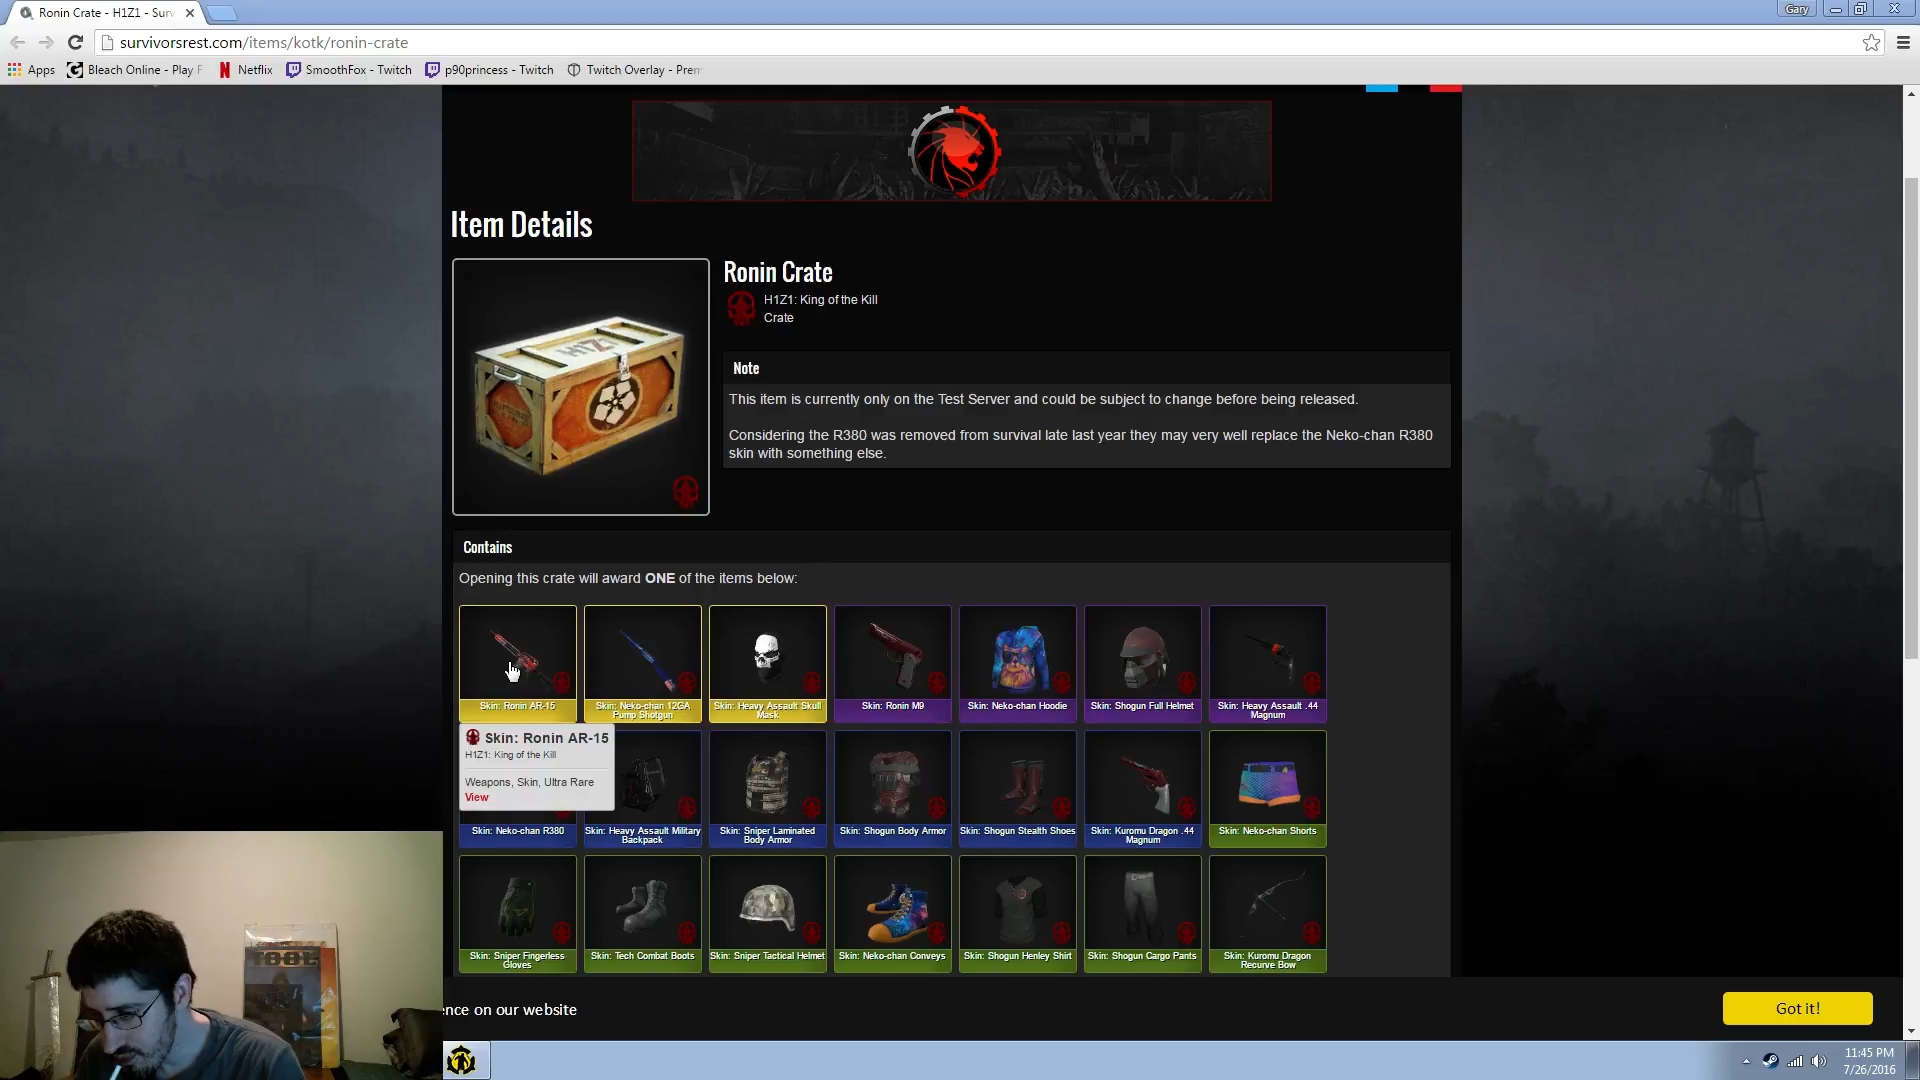 Ronin Crate - H1Z1 - Surv
Gary
survivorsrest.com/items/kotk/ronin-crate
Apps
Bleach Online - Play F
Netflix
SmoothFox - Twitch
p90princess - Twitch
Twitch Overlay - Prem
Item Details
Ronin Crate
H1Z1: King of the Kill
Crate
H1Z1
Note
This item is currently only on the Test Server and could be subject to change before being released.
Considering the R380 was removed from survival late last year they may very well replace the Neko-chan R380
skin with something else.
Contains
Opening this crate will award ONE of the items below:
Skin: Ronin AR-15
Skin: Neko-chan 12GA
Pump Shotgun
Skin: Heavy Assault Skull
Mask
Skin: Ronin M9
Skin: Neko-chan Hoodie
Skin: Shogun Full Helmet
Skin: Heavy Assault .44
Magnum
Skin: Ronin AR-15
H1Z1: King of the Kill
Weapons, Skin, Ultra Rare
View
Skin: Neko-chan R380
Skin: Heavy Assault Military
Backpack
Skin: Sniper Laminated
Body Armor
Skin: Shogun Body Armor
Skin: Shogun Stealth Shoes
Skin: Kuromu Dragon .44
Magnum
Skin: Neko-chan Shorts
Skin: Sniper Fingerless
Gloves
Skin: Tech Combat Boots
Skin: Sniper Tactical Helmet
Skin: Neko-chan Conveys
Skin: Shogun Henley Shirt
Skin: Shogun Cargo Pants
Skin: Kuromu Dragon
Recurve Bow
ence on our website
Got it!
11:45 PM
7/26/2016